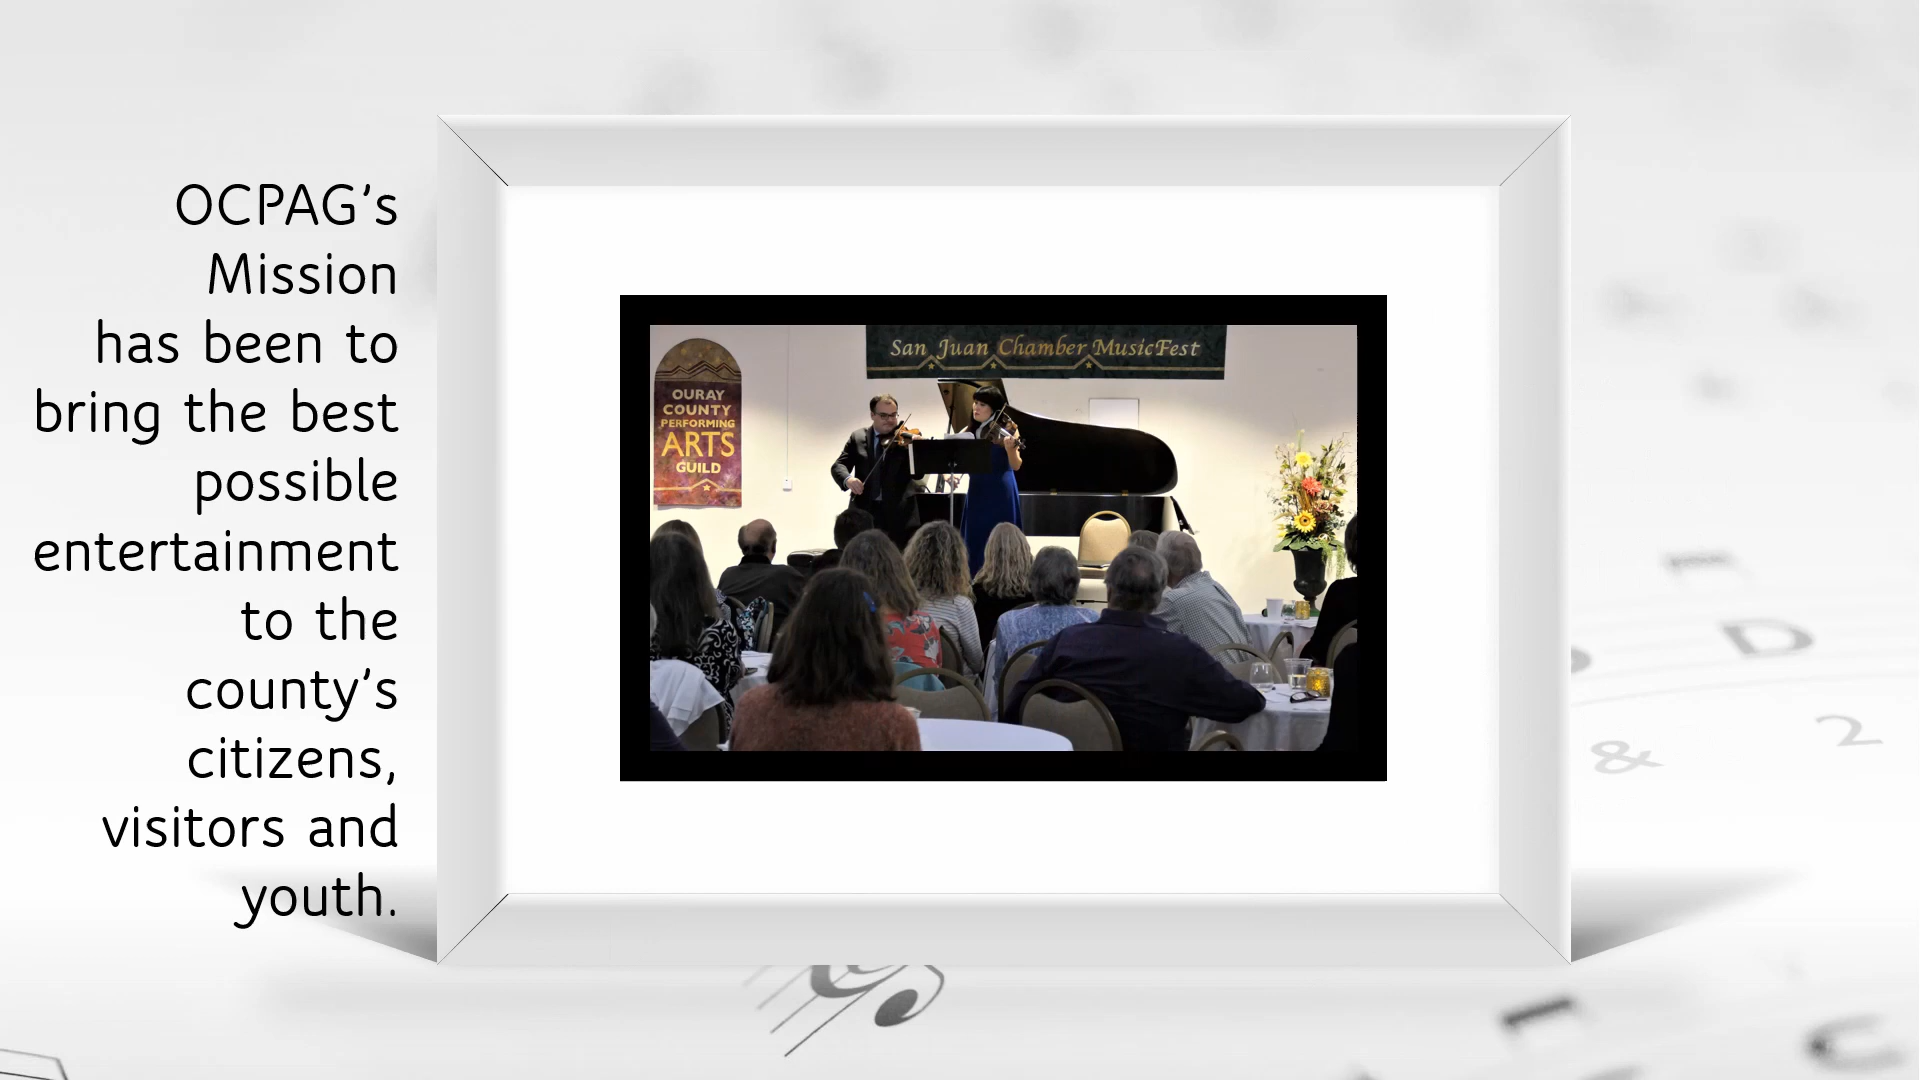 OCPAG’s
Mission
has been to
bring the best
possible
entertainment
to the
county’s
citizens,
visitors and
youth.
San Juan Chamber MusicFest
OURAY
COUNTY
PERFORMING
ARTS
GUILD
D
& 2